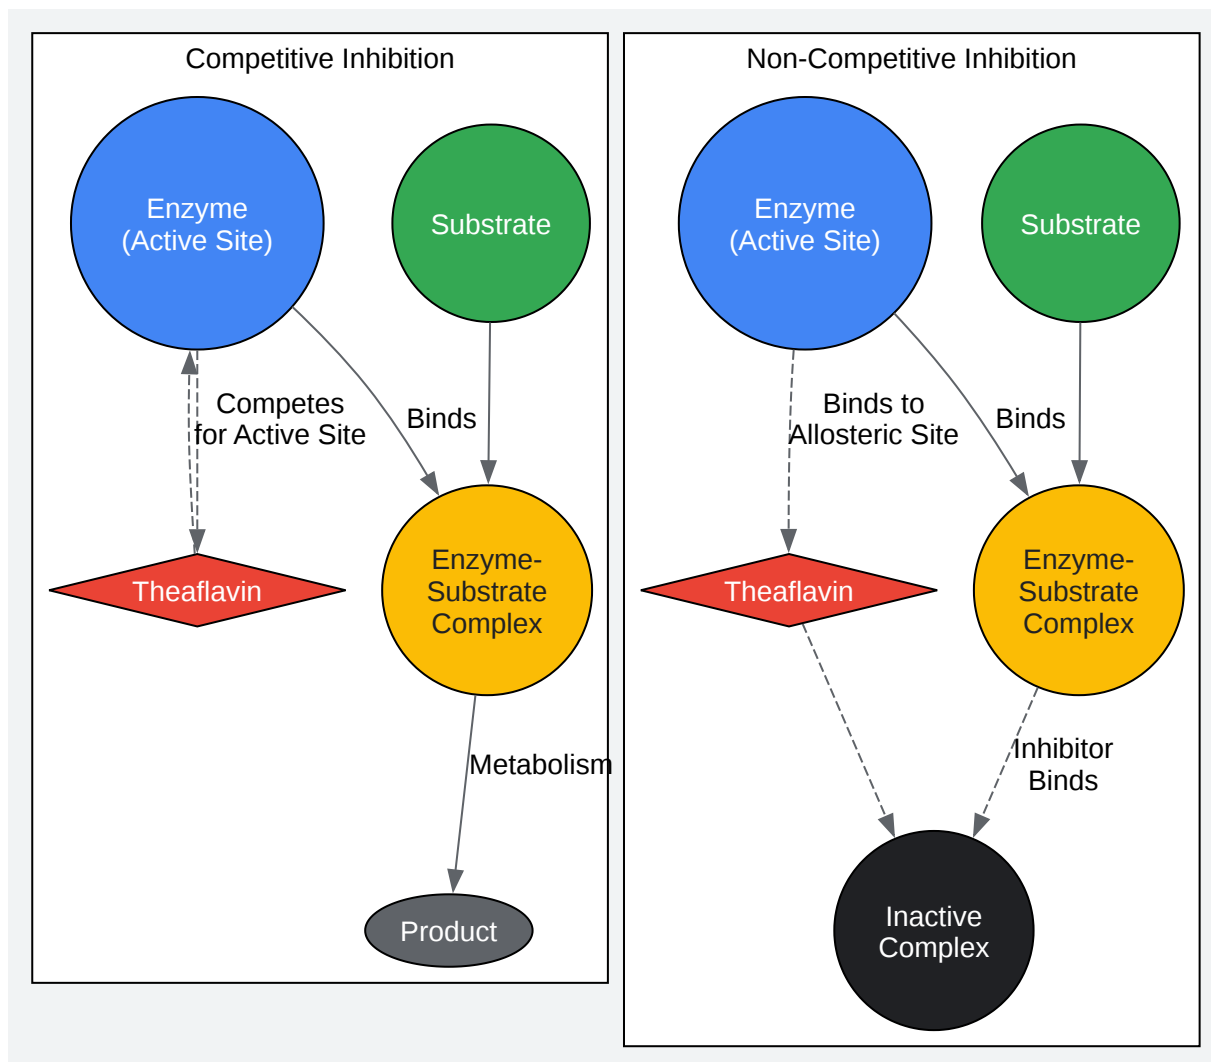 Competitive Inhibition
Enzyme
(Active Site)
Substrate
Competes
for Active Site
Binds
Theaflavin
Enzyme-
Substrate
Complex
Metabolism
Product
Non-Competitive Inhibition
Enzyme
(Active Site)
Substrate
Binds to
Allosteric Site
Binds
Theaflavin
Enzyme-
Substrate
Complex
Inhibitor
Binds
Inactive
Complex